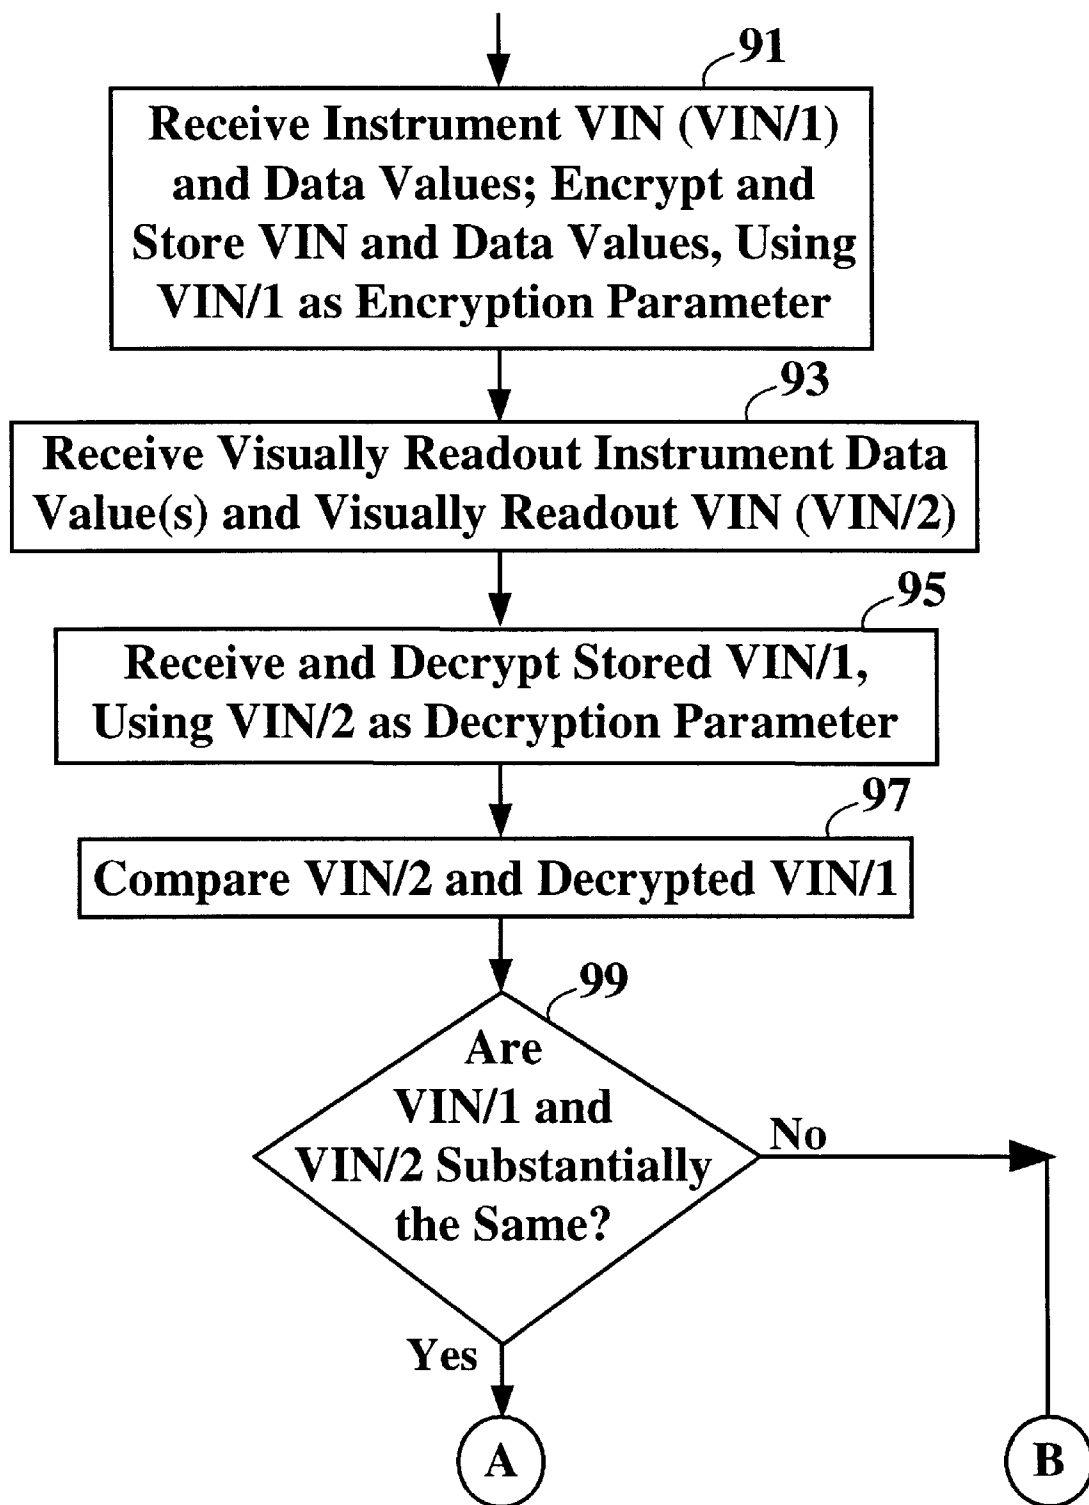 91
Receive Instrument VIN (VIN/1)
and Data Values; Encrypt and
Store VIN and Data Values, Using
VIN/1 as Encryption Parameter
93
Receive Visually Readout Instrument Data
Value(s) and Visually Readout VIN (VIN/2)
95
Receive and Decrypt Stored VIN/1,
Using VIN/2 as Decryption Parameter
97
Compare VIN/2 and Decrypted VIN/1
99
Are
VIN/1 and
VIN/2 Substantially
the Same?
No
Yes
A
B